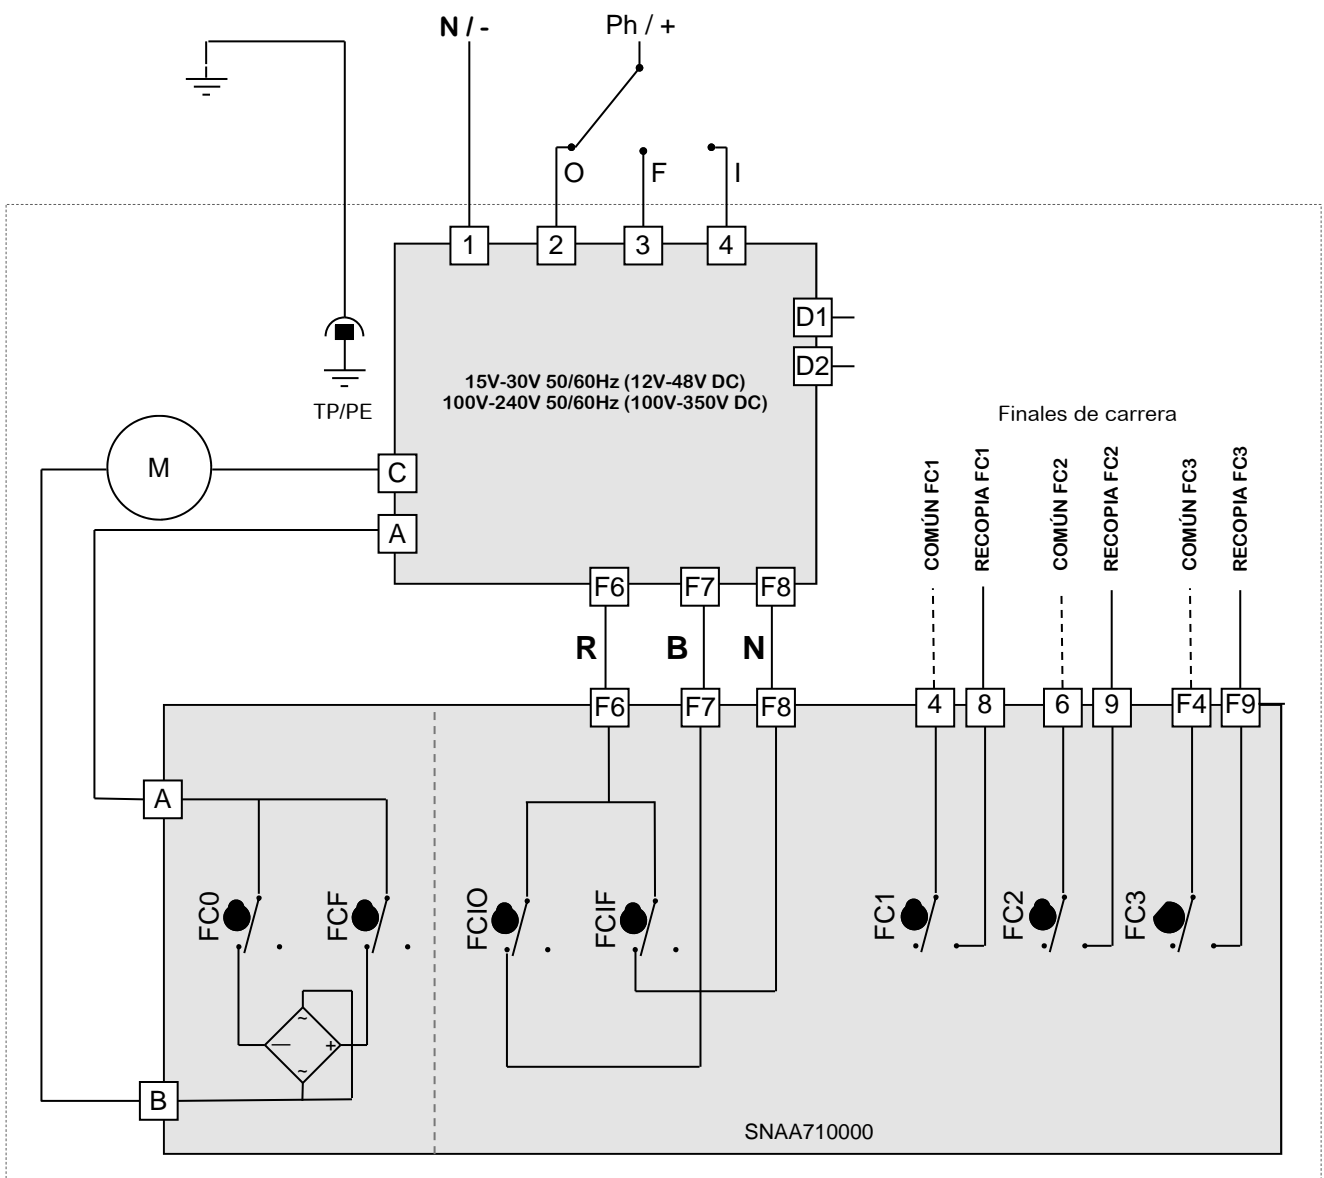 N / -
Ph / +
O
F
I
1
2
3
4
D1
D2
15V-30V 50/60Hz (12V-48V DC)
100V-240V 50/60Hz (100V-350V DC)
TP/PE
Finales de carrera
M
C
A
COMÚN FC1
RECOPIA FC1
COMÚN FC2
RECOPIA FC2
COMÚN FC3
RECOPIA FC3
F6
F7
F8
R
B
N
F6
F7
F8
4
8
6
9
F4
F9
A
FC0
FCF
FCIO
FCIF
FC1
FC2
FC3
~
—
+
~
B
SNAA710000